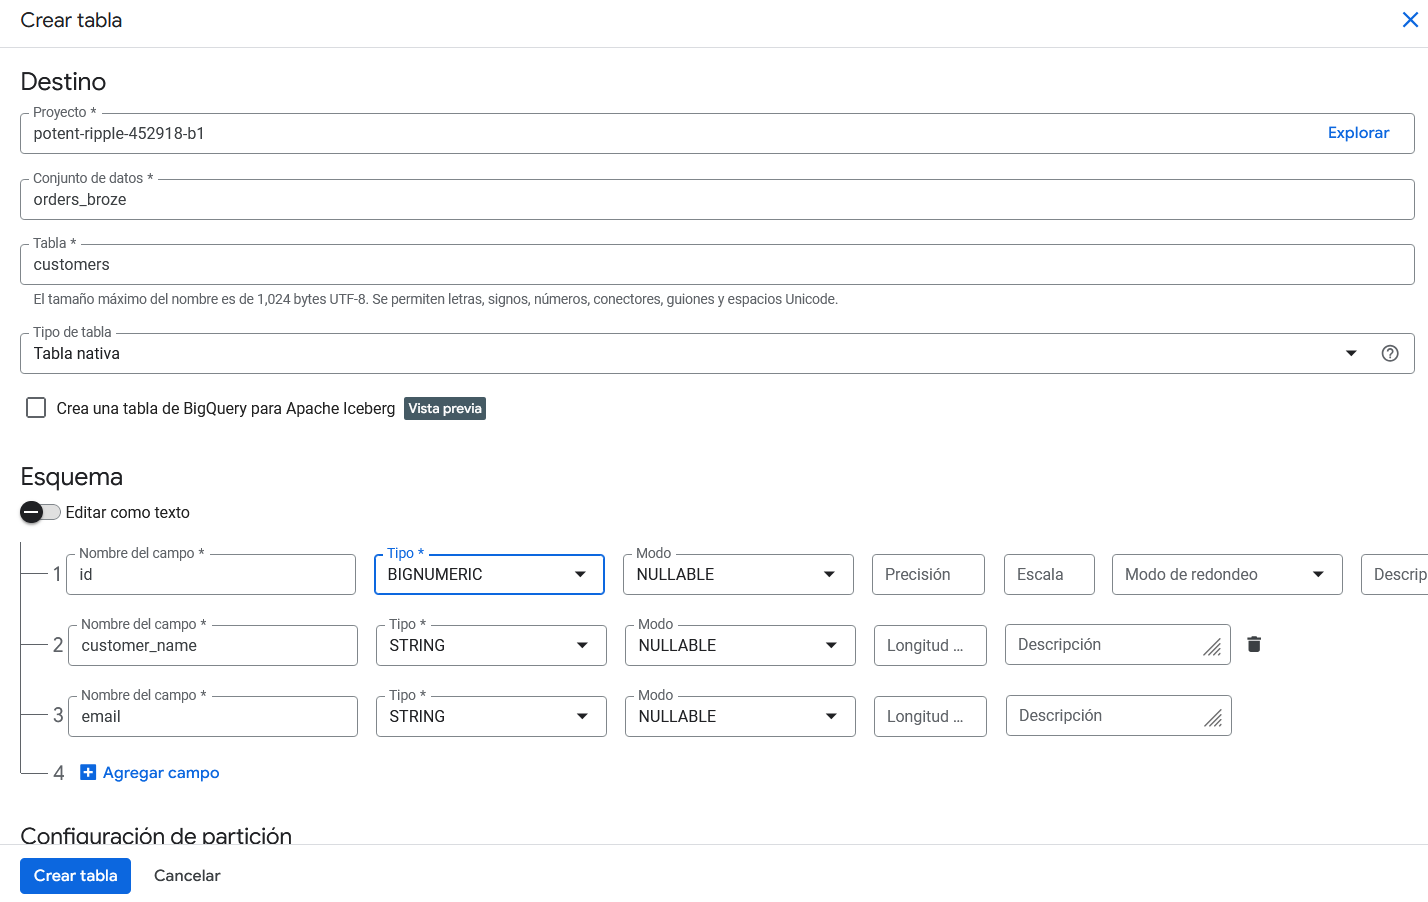 Crear tabla
Destino
Proyecto *
potent-ripple-452918-b1 Explorar
Conjunto de datos *
orders_broze
Tabla *
customers
El tamaño máximo del nombre es de 1,024 bytes UTF-8. Se permiten letras, signos, números, conectores, guiones y espacios Unicode.
Tipo de tabla
Tabla nativa
Crea una tabla de BigQuery para Apache Iceberg Vista previa
Esquema
Editar como texto
Nombre del campo * Tipo * Modo
1 id BIGNUMERIC NULLABLE Precisión Escala Modo de redondeo Descrip
Nombre del campo * Tipo * Modo
2 customer_name STRING NULLABLE Longitud ... Descripción
Nombre del campo * Tipo * Modo
3 email STRING NULLABLE Longitud ... Descripción
4 Agregar campo
Configuración de partición
Crear tabla Cancelar